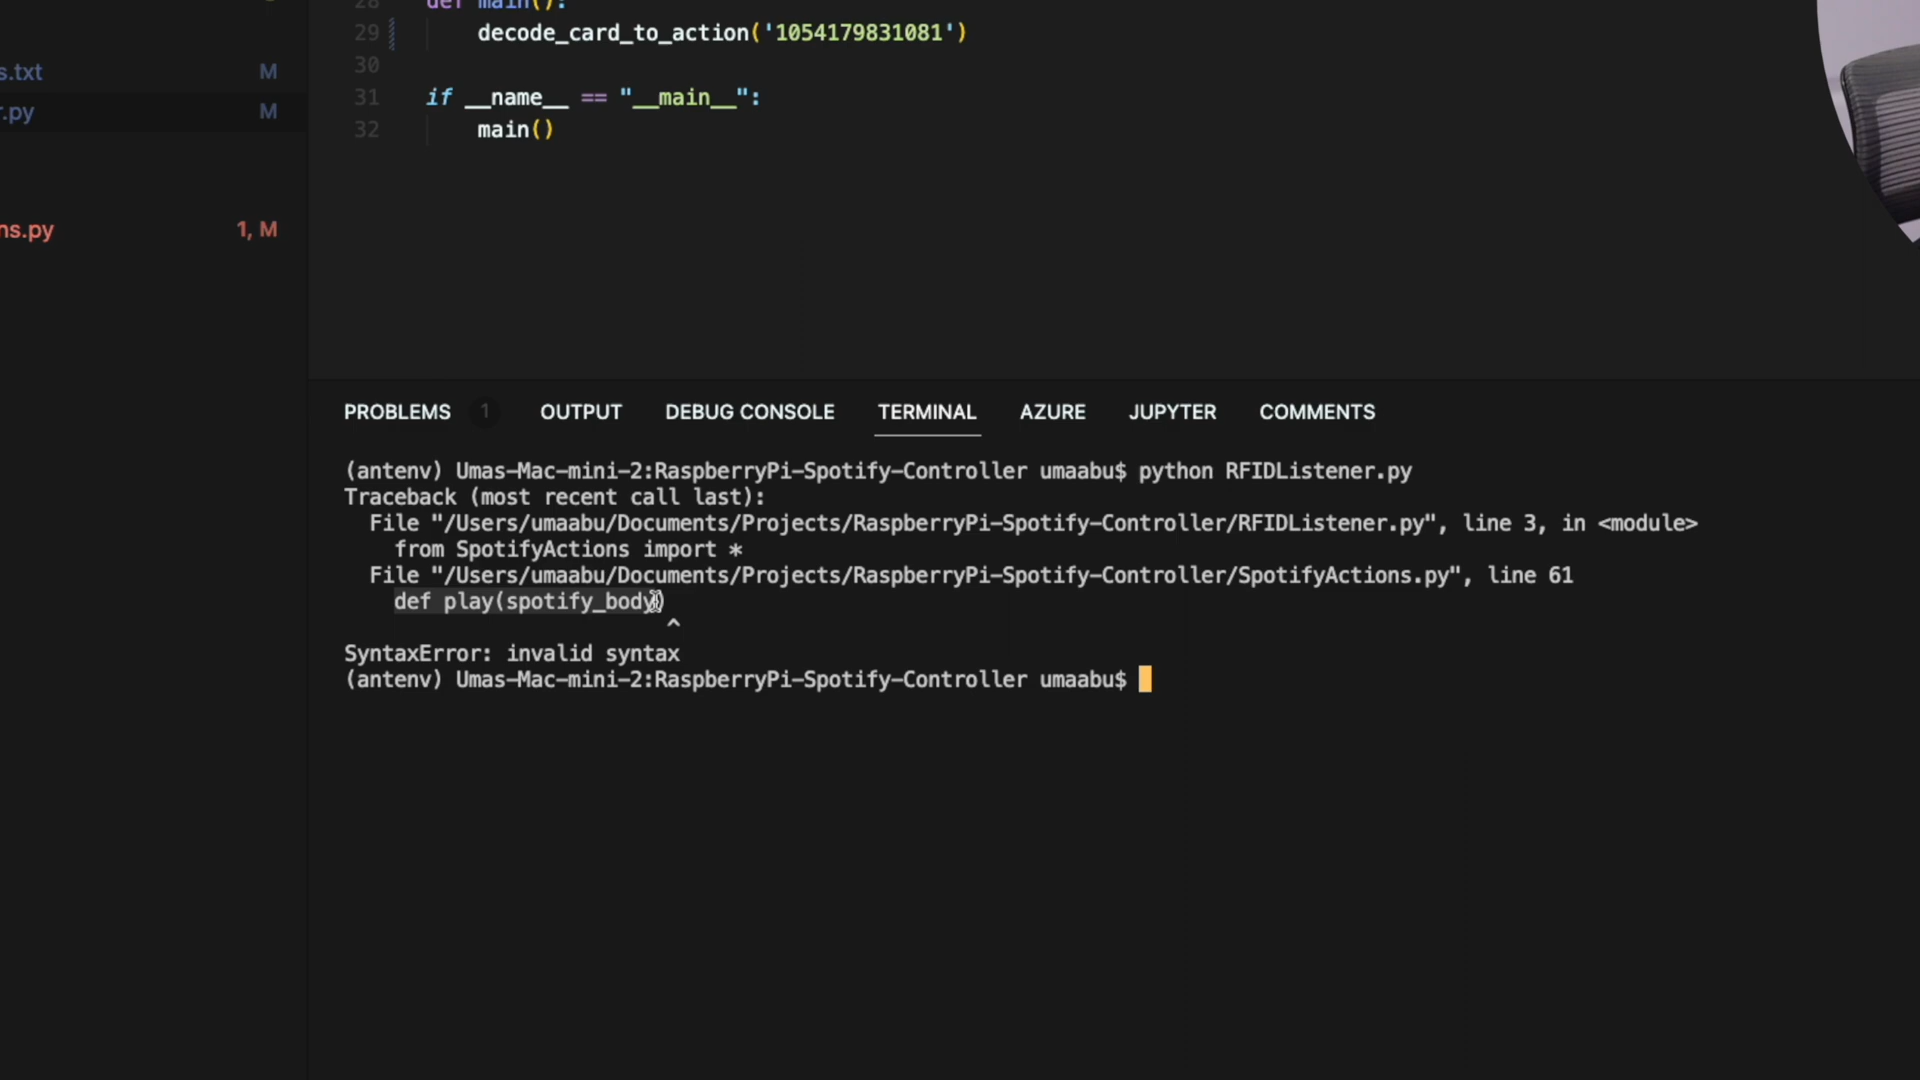 28 def main():
29 decode_card_to_action('1054179831081')
30
s.txt M
31 if __name__ == "__main__":
r.py M
32 main()
ns.py 1, M
PROBLEMS 1 OUTPUT DEBUG CONSOLE TERMINAL AZURE JUPYTER COMMENTS
(antenv) Umas-Mac-mini-2:RaspberryPi-Spotify-Controller umaabu$ python RFIDListener.py
Traceback (most recent call last):
File "/Users/umaabu/Documents/Projects/RaspberryPi-Spotify-Controller/RFIDListener.py", line 3, in <module>
from SpotifyActions import *
File "/Users/umaabu/Documents/Projects/RaspberryPi-Spotify-Controller/SpotifyActions.py", line 61
def play(spotify_body)
^
SyntaxError: invalid syntax
(antenv) Umas-Mac-mini-2:RaspberryPi-Spotify-Controller umaabu$